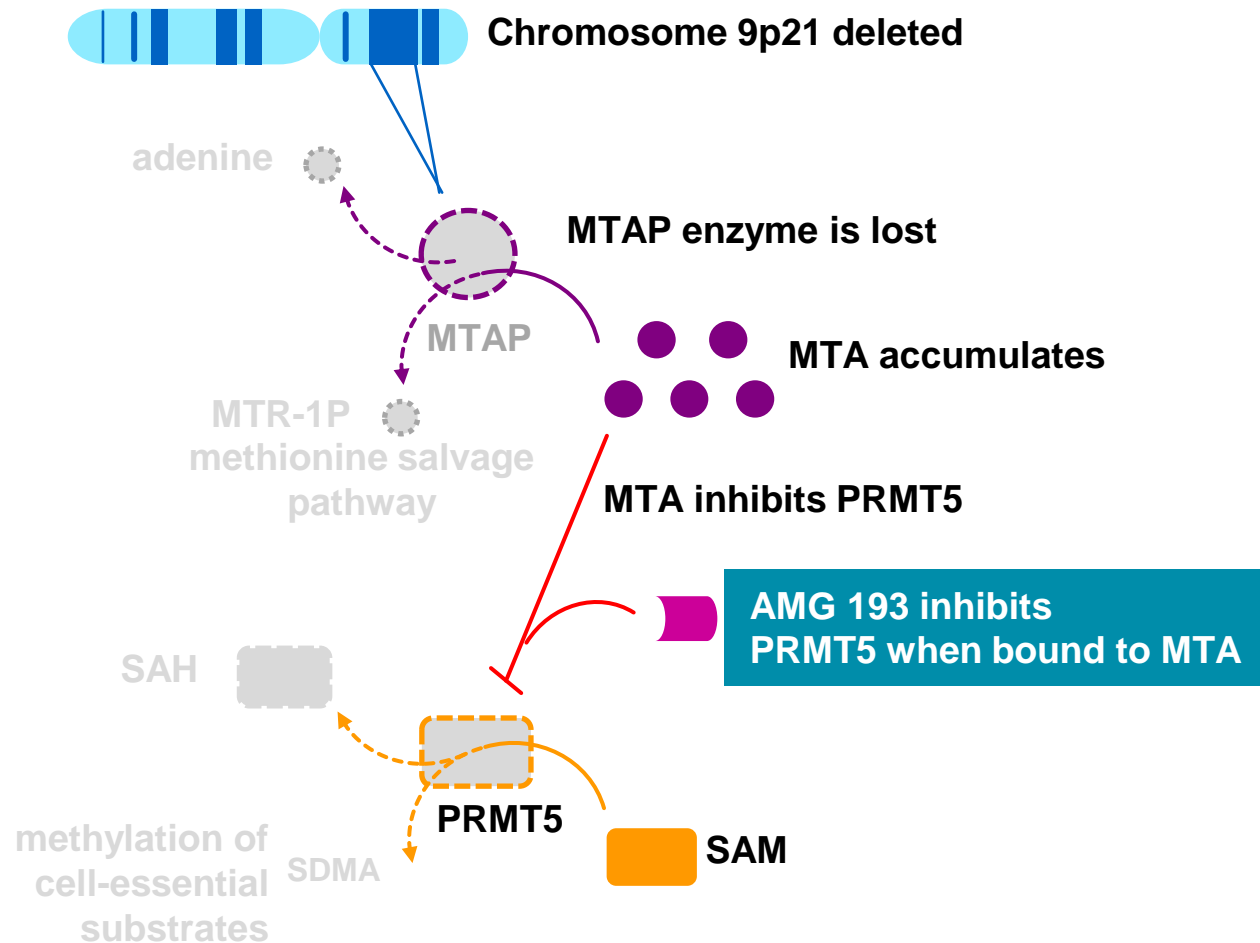 Chromosome 9p21 deleted
adenine
MTAP enzyme is lost
MTAP
MTA accumulates
MTR-1P
methionine salvage
pathway
MTA inhibits PRMT5
AMG 193 inhibits
PRMT5 when bound to MTA
SAH
PRMT5
SAM
methylation of
cell-essential
substrates
SDMA